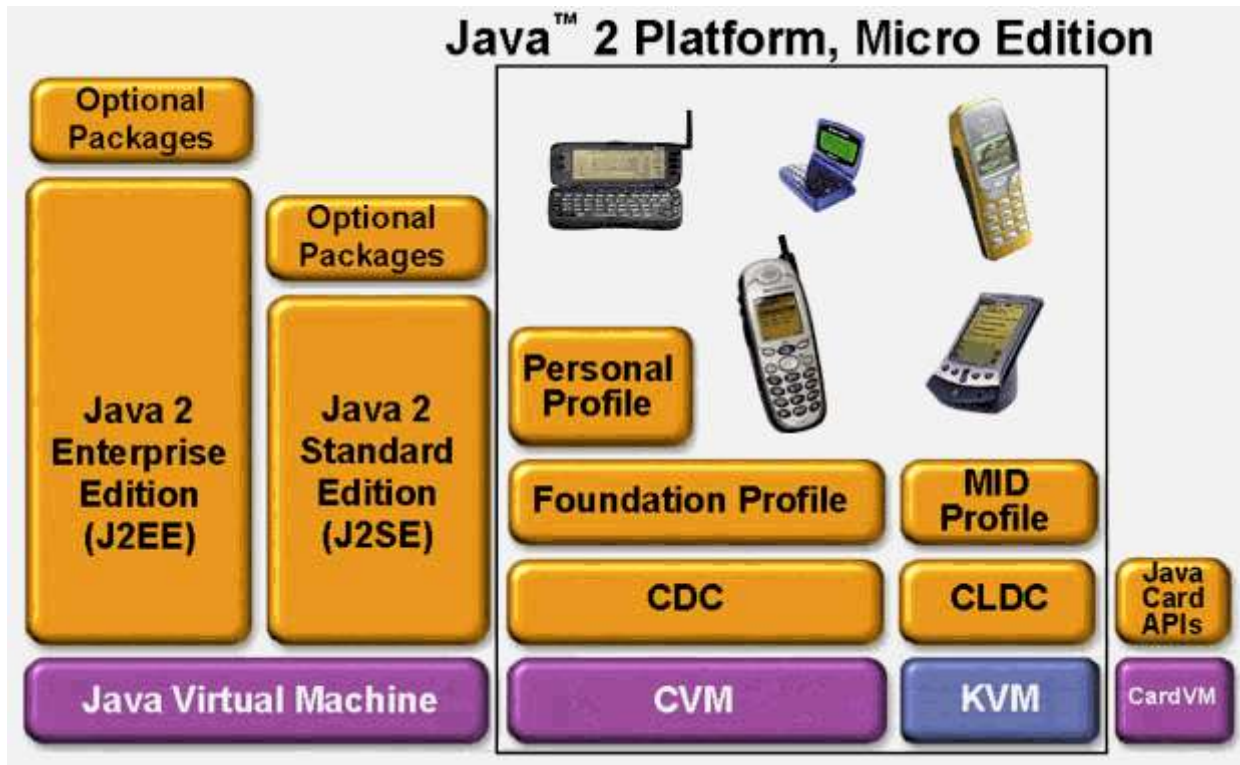 Java™ 2 Platform, Micro Edition
Optional
Packages
Optional
Packages
Java 2
Enterprise
Edition
(J2EE)
Java 2
Standard
Edition
(J2SE)
Personal
Profile
Foundation Profile
MID
Profile
CDC
CLDC
Java
Card
APIs
Java Virtual Machine
CVM
KVM
CardVM